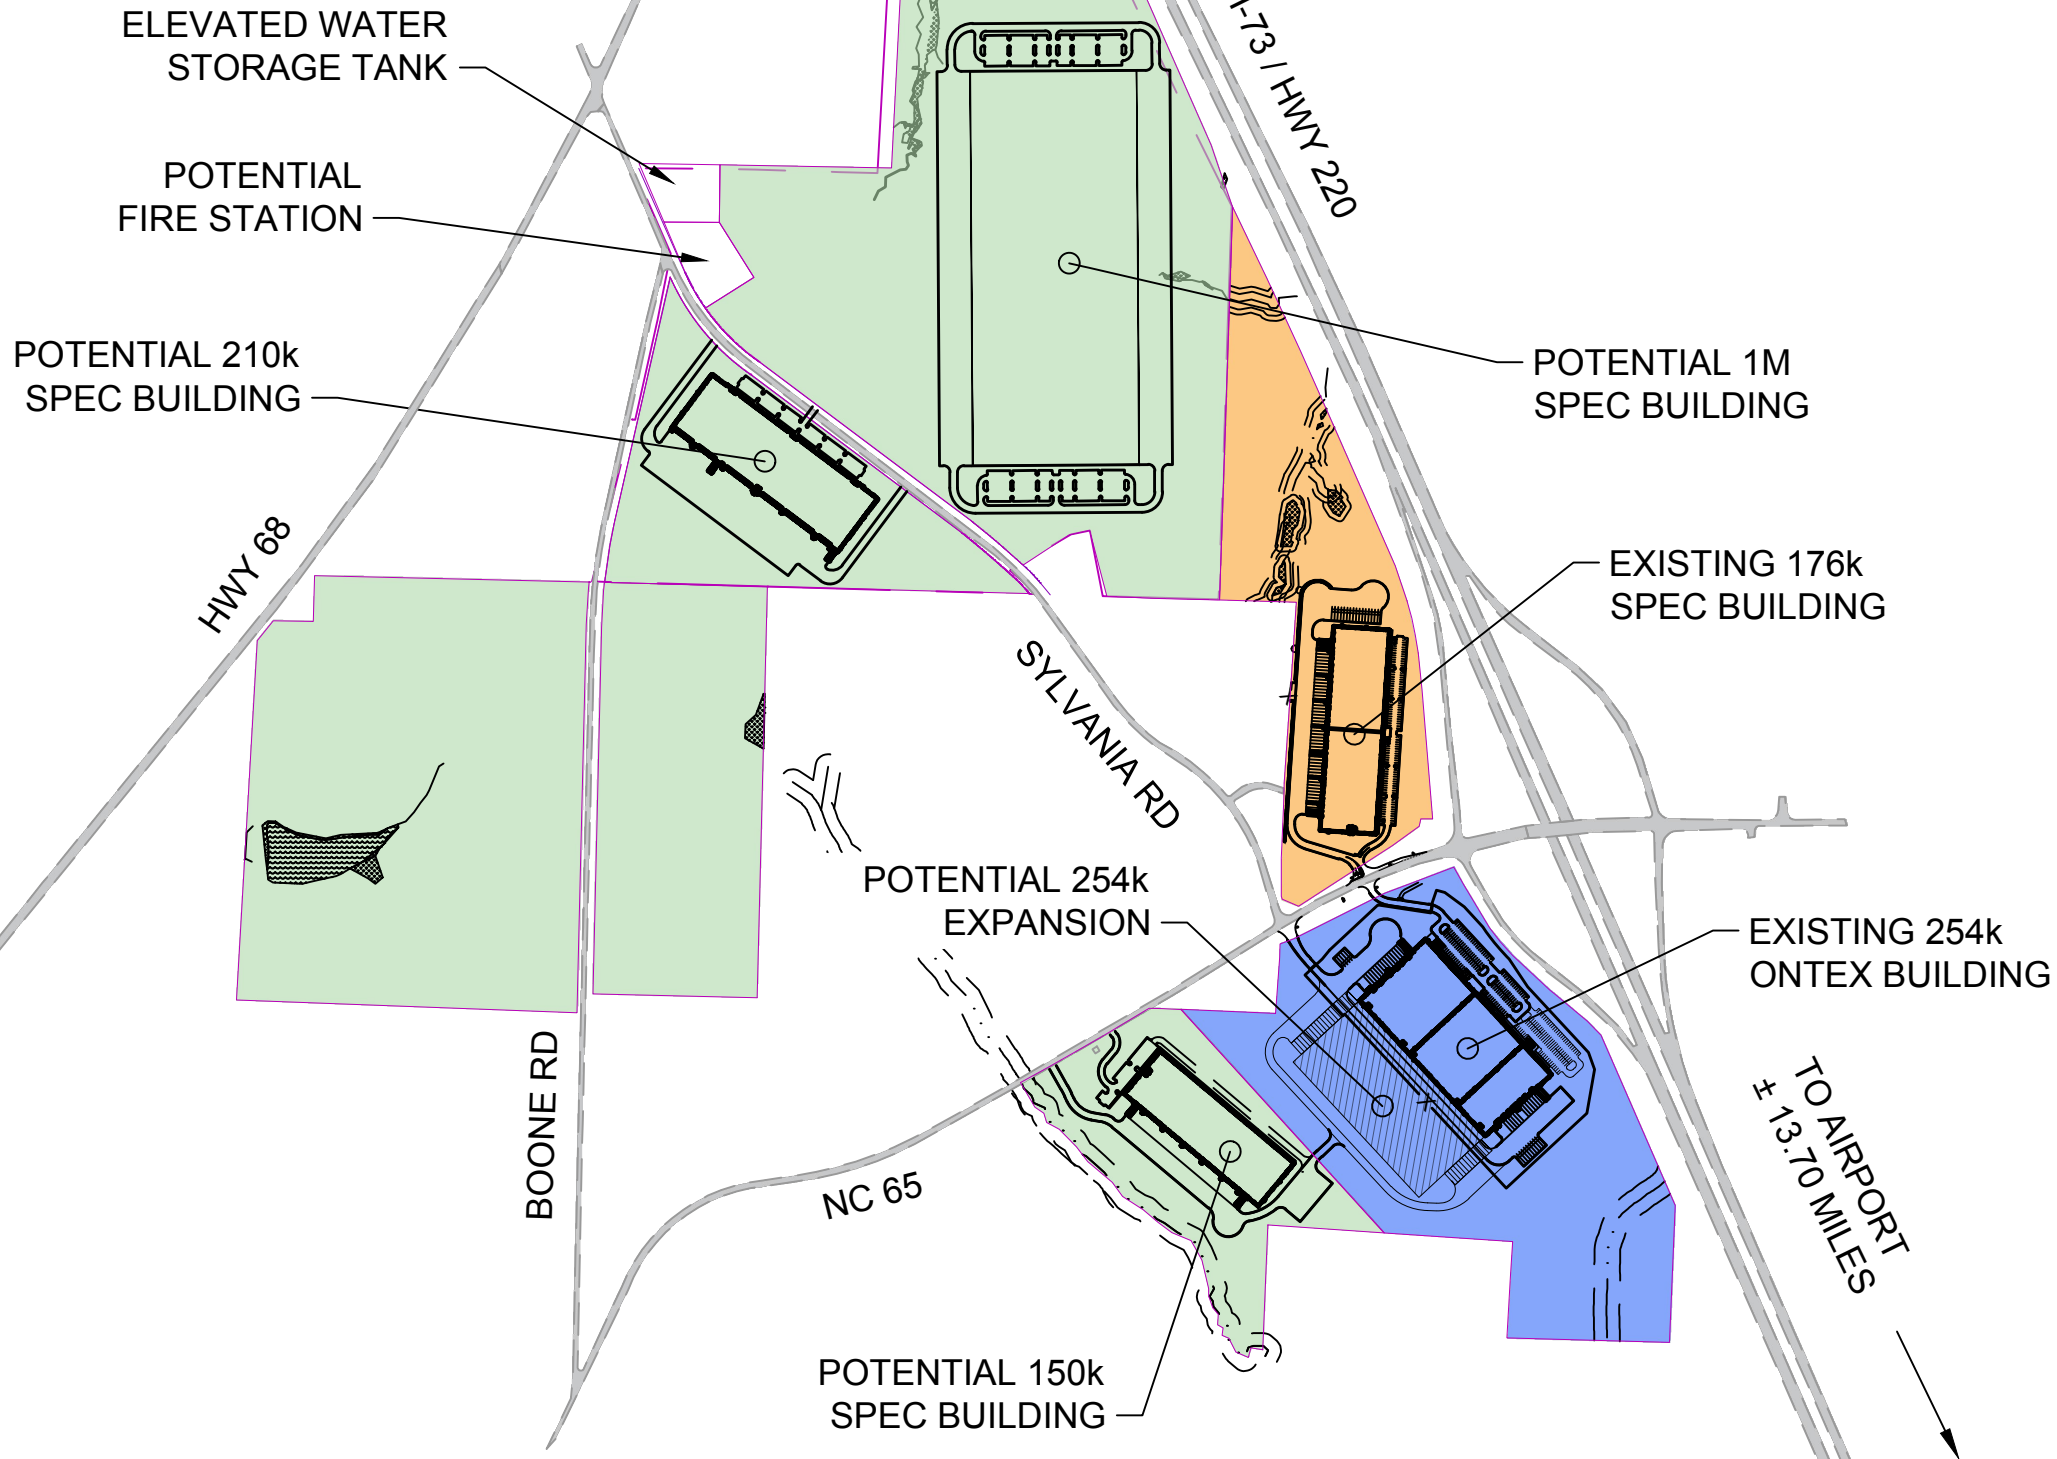 ELEVATED WATER
STORAGE TANK
POTENTIAL
FIRE STATION
I-73 / HWY 220
POTENTIAL 210k
SPEC BUILDING
POTENTIAL 1M
SPEC BUILDING
HWY 68
EXISTING 176k
SPEC BUILDING
SYLVANIA RD
POTENTIAL 254k
EXPANSION
EXISTING 254k
ONTEX BUILDING
BOONE RD
NC 65
TO AIRPORT
± 13.70 MILES
POTENTIAL 150k
SPEC BUILDING